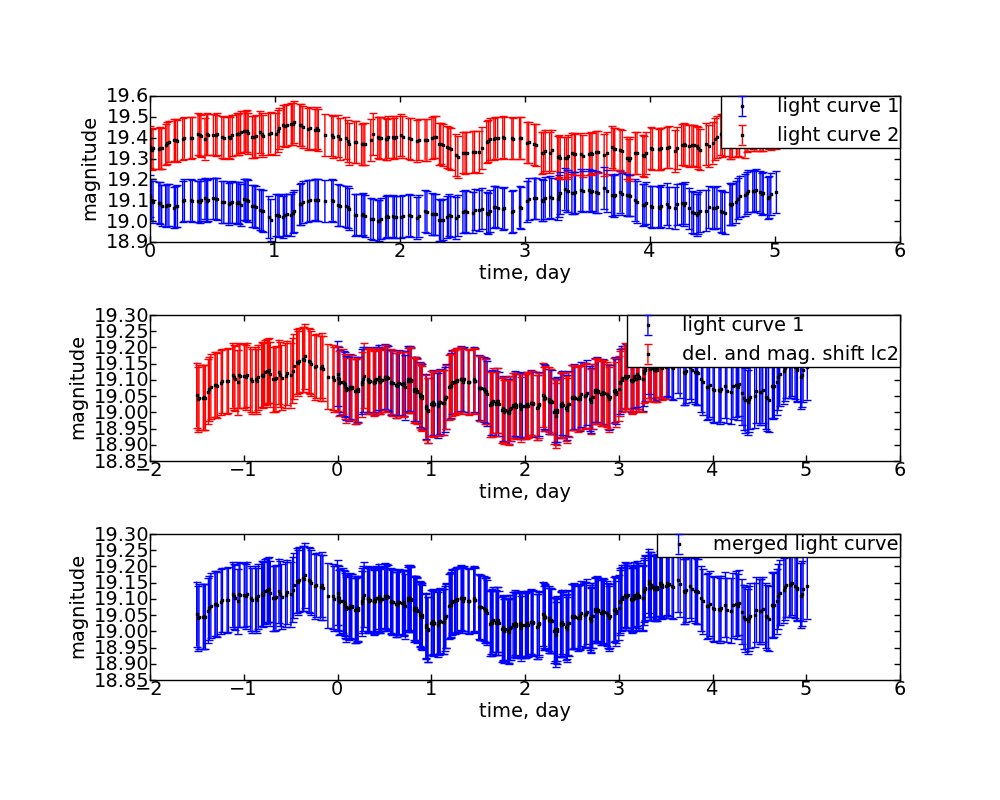 19.6
19.5
19.4
19.3
19.2
19.1
19.0
18.9
magnitude
light curve 1
light curve 2
0 1 2 3 4 5 6
time, day
19.30
19.25
19.20
19.15
19.10
19.05
19.00
18.95
18.90
18.85
magnitude
light curve 1
del. and mag. shift lc2
−2 −1 0 1 2 3 4 5 6
time, day
19.30
19.25
19.20
19.15
19.10
19.05
19.00
18.95
18.90
18.85
magnitude
merged light curve
−2 −1 0 1 2 3 4 5 6
time, day